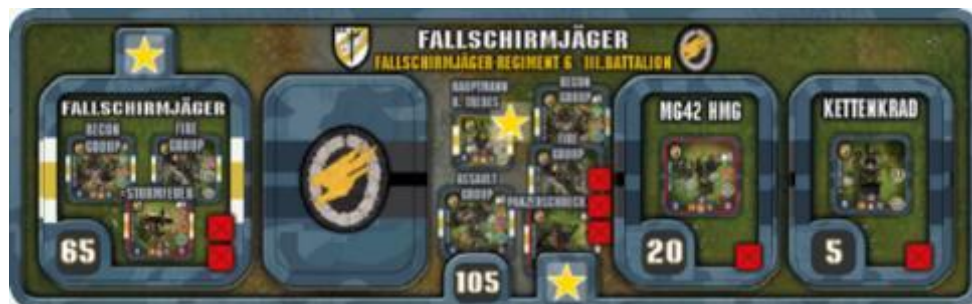 FALLSCHIRMJÄGER
FALLSCHIRMJÄGER REGIMENT 6 III.BATTALION
FALLSCHIRMJÄGER
RECON GROUP
FIRE GROUP
65
HAUPTMANN
RECON GROUP
FIRE GROUP
ASSAULT GROUP
PANZERSCHRECK
105
MG42 HMG
20
KETTENKRAD
5